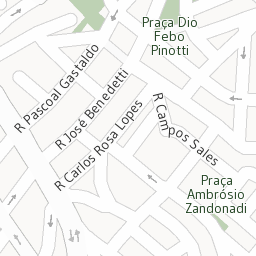 Praça Dio
Febo
Pinotti
R Pascoal Gastaldo
R José Benedetti
R Carlos Rosa Lopes
R Campos Sales
Praça
Ambrósio
Zandonadi